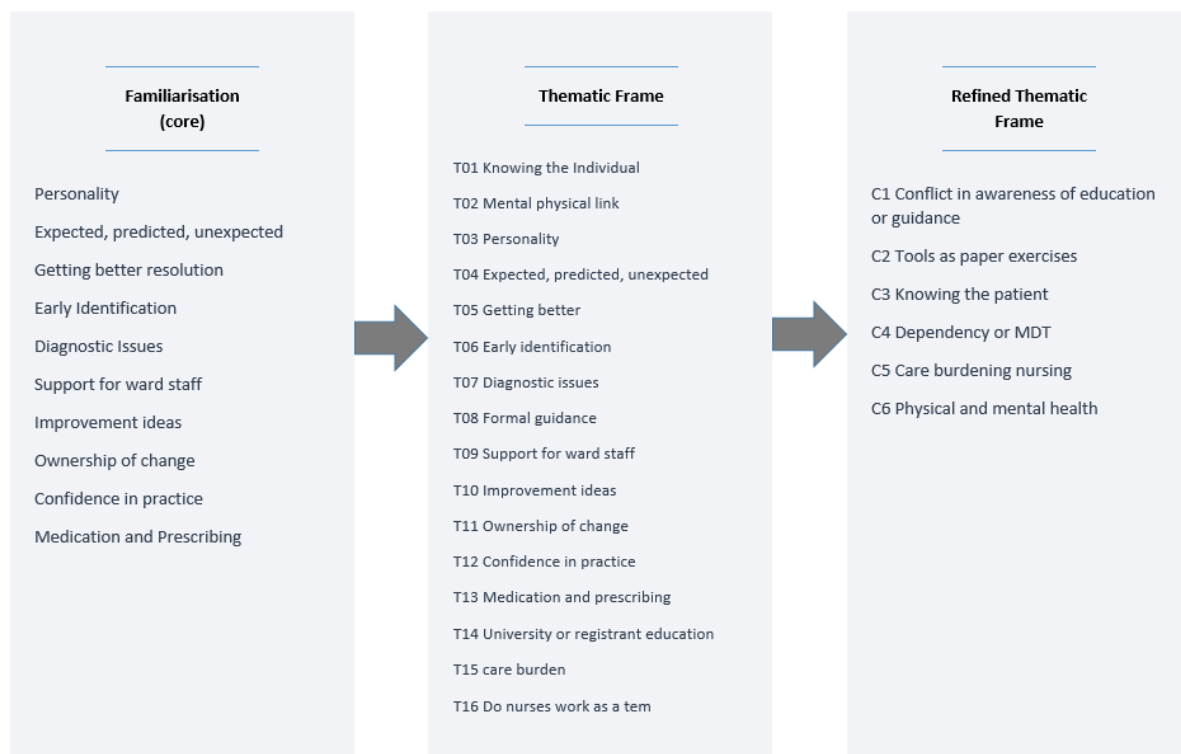 Familiarisation
(core)
Personality
Expected, predicted, unexpected
Getting better resolution
Early Identification
Diagnostic Issues
Support for ward staff
Improvement ideas
Ownership of change
Confidence in practice
Medication and Prescribing
Thematic Frame
T01 Knowing the Individual
T02 Mental physical link
T03 Personality
T04 Expected, predicted, unexpected
T05 Getting better
T06 Early identification
T07 Diagnostic issues
T08 Formal guidance
T09 Support for ward staff
T10 Improvement ideas
T11 Ownership of change
T12 Confidence in practice
T13 Medication and prescribing
T14 University or registrant education
T15 care burden
T16 Do nurses work as a tem
Refined Thematic
Frame
C1 Conflict in awareness of education
or guidance
C2 Tools as paper exercises
C3 Knowing the patient
C4 Dependency or MDT
C5 Care burdening nursing
C6 Physical and mental health